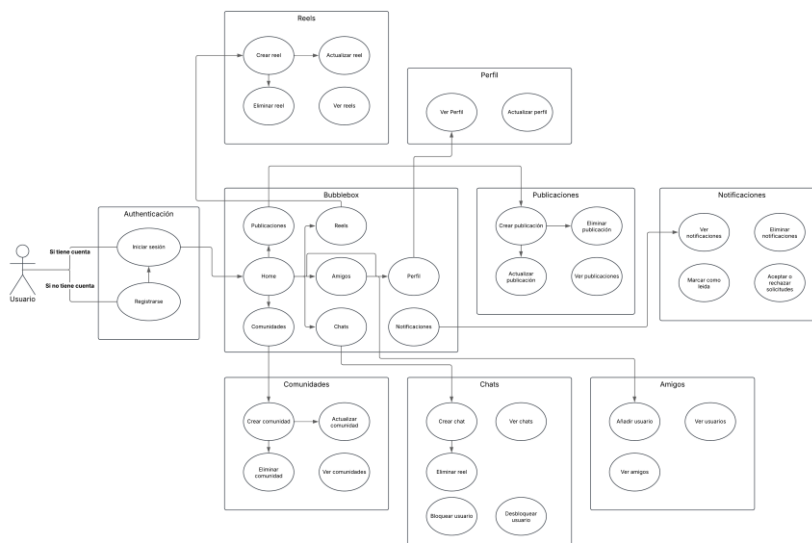 Reels
Crear reel
Actualizar reel
Eliminar reel
Ver reels
Perfil
Ver Perfil
Actualizar perfil
Authenticación
Si tiene cuenta
Iniciar sesión
Usuario
Si no tiene cuenta
Registrarse
Bubblebox
Publicaciones
Reels
Home
Amigos
Perfil
Comunidades
Chats
Notificaciones
Publicaciones
Crear publicación
Eliminar
publicación
Actualizar
publicación
Ver publicaciones
Notificaciones
Ver
notificaciones
Eliminar
notificaciones
Marcar como
leida
Aceptar o
rechazar
solicitudes
Comunidades
Crear comunidad
Actualizar
comunidad
Eliminar
comunidad
Ver comunidades
Chats
Crear chat
Ver chats
Eliminar reel
Bloquear usuario
Desbloquear
usuario
Amigos
Añadir usuario
Ver usuarios
Ver amigos